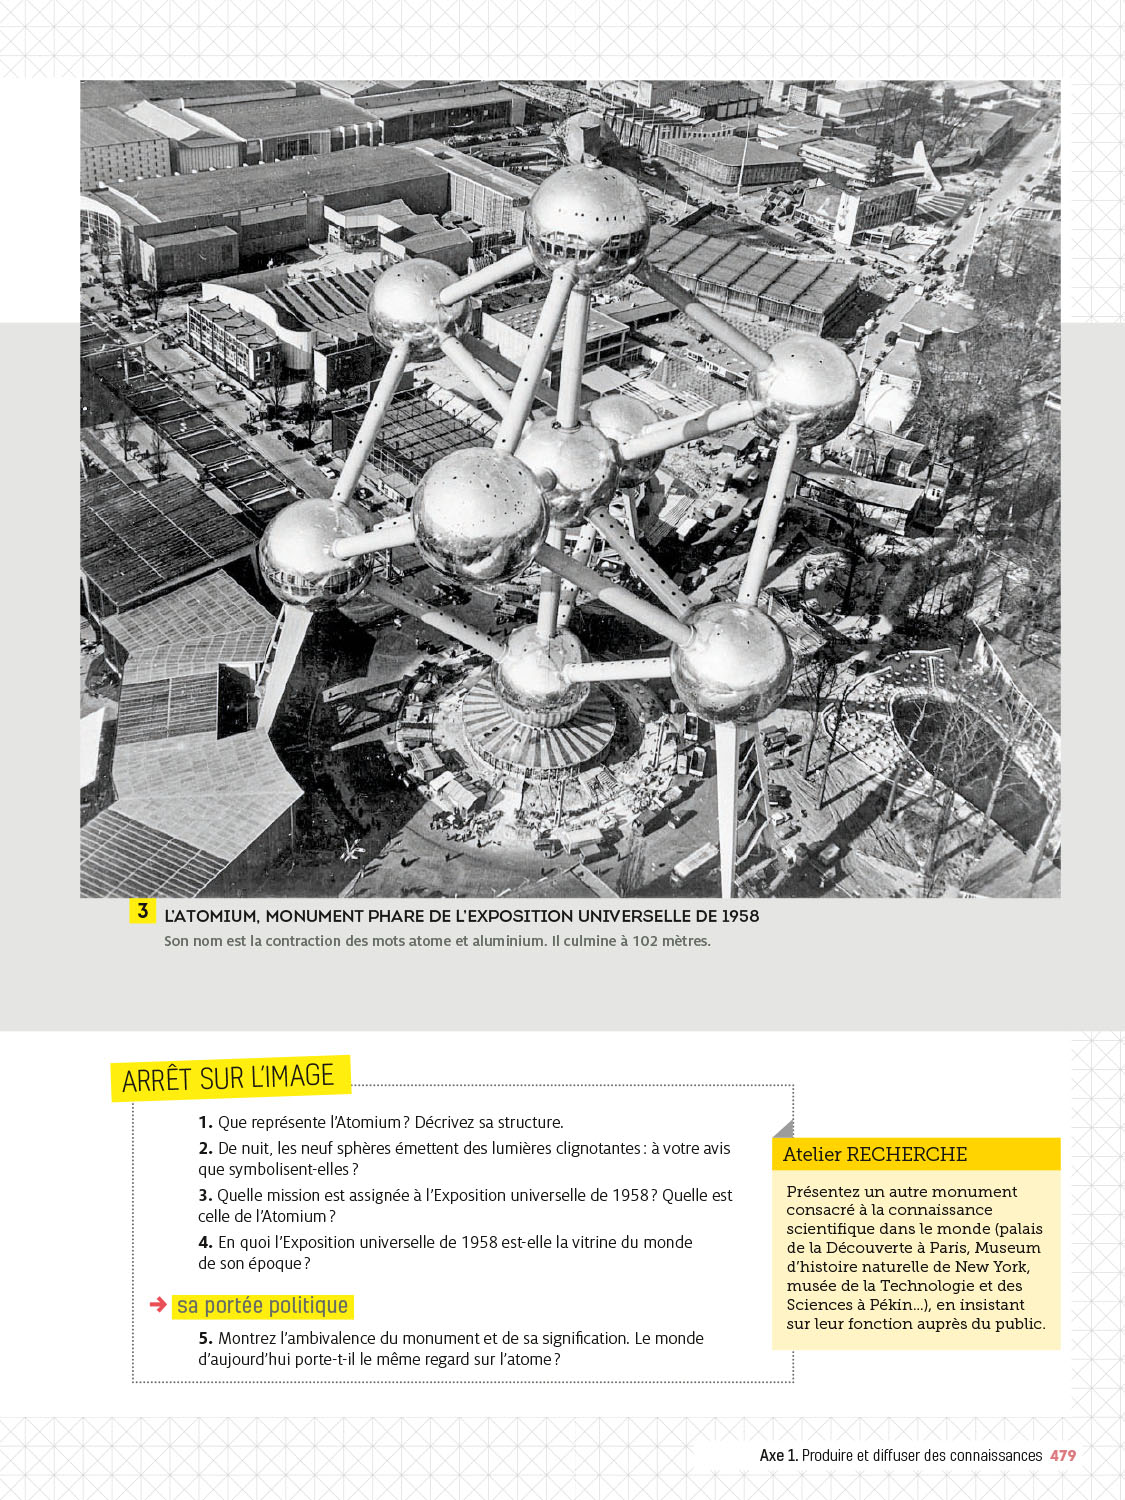 3 L'ATOMIUM, MONUMENT PHARE DE L'EXPOSITION UNIVERSELLE DE 1958
Son nom est la contraction des mots atome et aluminium. Il culmine à 102 mètres.
ARRÊT SUR L'IMAGE
1. Que représente l'Atomium ? Décrivez sa structure.
2. De nuit, les neuf sphères émettent des lumières clignotantes : à votre avis
que symbolisent-elles ?
3. Quelle mission est assignée à l'Exposition universelle de 1958 ? Quelle est
celle de l'Atomium ?
4. En quoi l'Exposition universelle de 1958 est-elle la vitrine du monde
de son époque ?
→ sa portée politique
5. Montrez l'ambivalence du monument et de sa signification. Le monde
d'aujourd'hui porte-t-il le même regard sur l'atome ?
Atelier RECHERCHE
Présentez un autre monument
consacré à la connaissance
scientifique dans le monde (palais
de la Découverte à Paris, Museum
d'histoire naturelle de New York,
musée de la Technologie et des
Sciences à Pékin…), en insistant
sur leur fonction auprès du public.
Axe 1. Produire et diffuser des connaissances 479